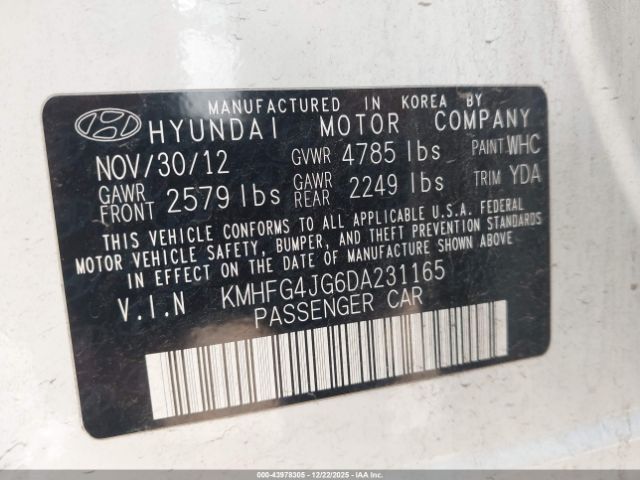 MANUFACTURED IN KOREA BY
HYUNDAI MOTOR COMPANY
NOV/30/12 GVWR 4785 lbs PAINT WHC
GAWR FRONT 2579 lbs GAWR REAR 2249 lbs TRIM YDA
THIS VEHICLE CONFORMS TO ALL APPLICABLE U.S.A. FEDERAL
MOTOR VEHICLE SAFETY, BUMPER, AND THEFT PREVENTION STANDARDS
IN EFFECT ON THE DATE OF MANUFACTURE SHOWN ABOVE
V.I.N KMHFG4JG6DA231165
PASSENGER CAR
000-43978305 - 12/22/2025 - COPYRIGHT IAA, LLC.